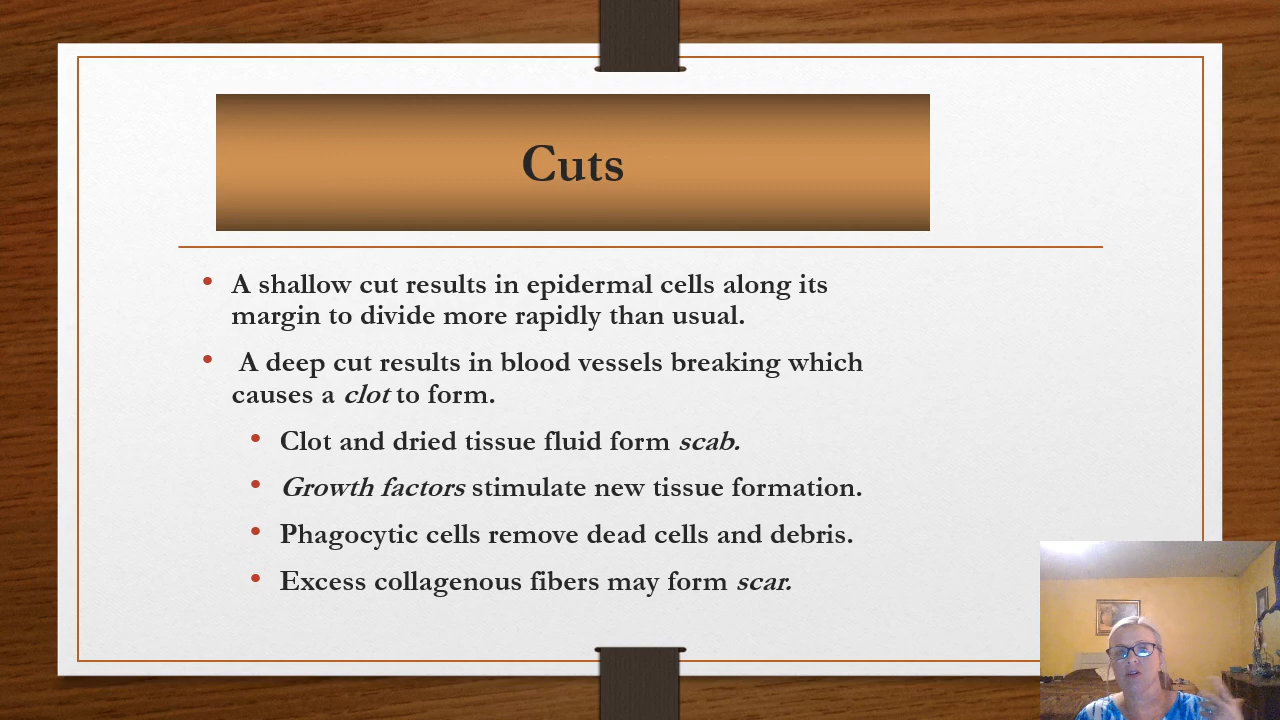 Cuts
• A shallow cut results in epidermal cells along its
margin to divide more rapidly than usual.
• A deep cut results in blood vessels breaking which
causes a clot to form.
• Clot and dried tissue fluid form scab.
• Growth factors stimulate new tissue formation.
• Phagocytic cells remove dead cells and debris.
• Excess collagenous fibers may form scar.